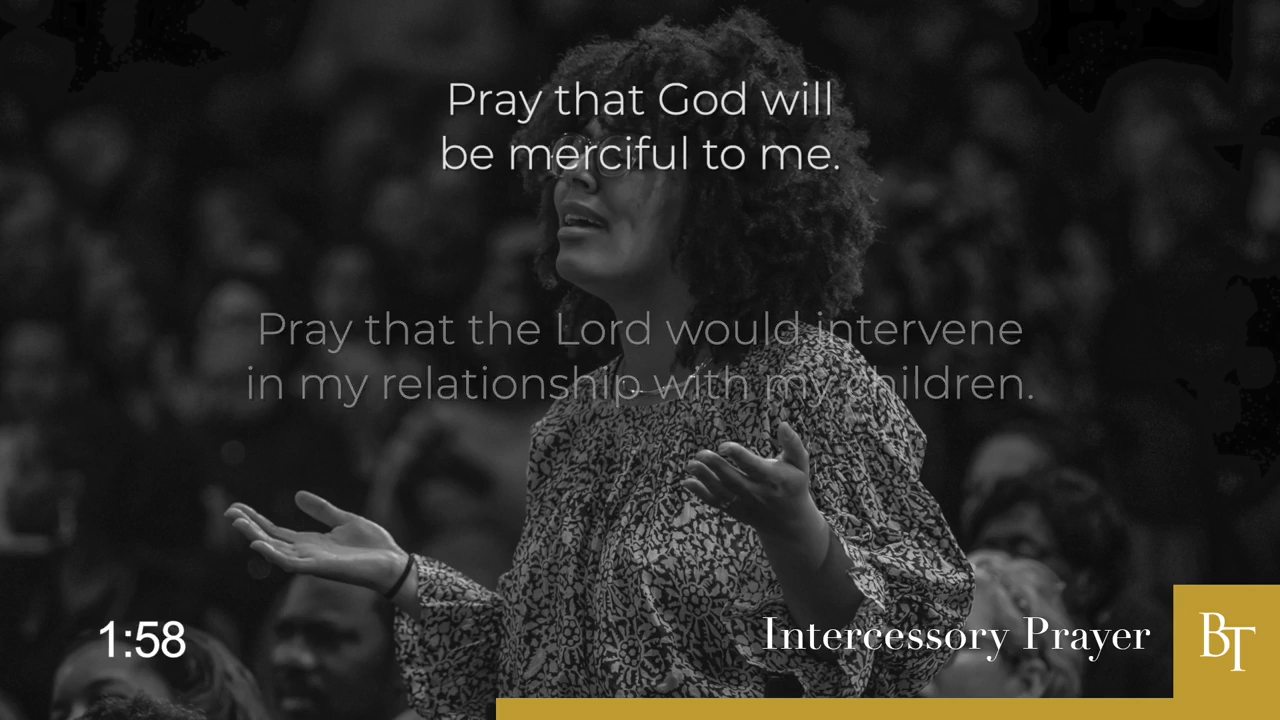 Pray that God will
be merciful to me.
Pray that the Lord would intervene
in my relationship with my children.
1:58
Intercessory Prayer
BT